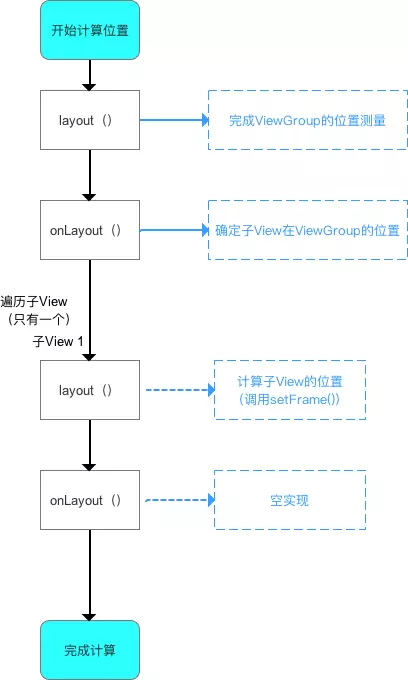 开始计算位置
layout（）
完成ViewGroup的位置测量
onLayout（）
确定子View在ViewGroup的位置
遍历子View
（只有一个）
子View 1
layout（）
计算子View的位置
（调用setFrame()）
onLayout（）
空实现
完成计算